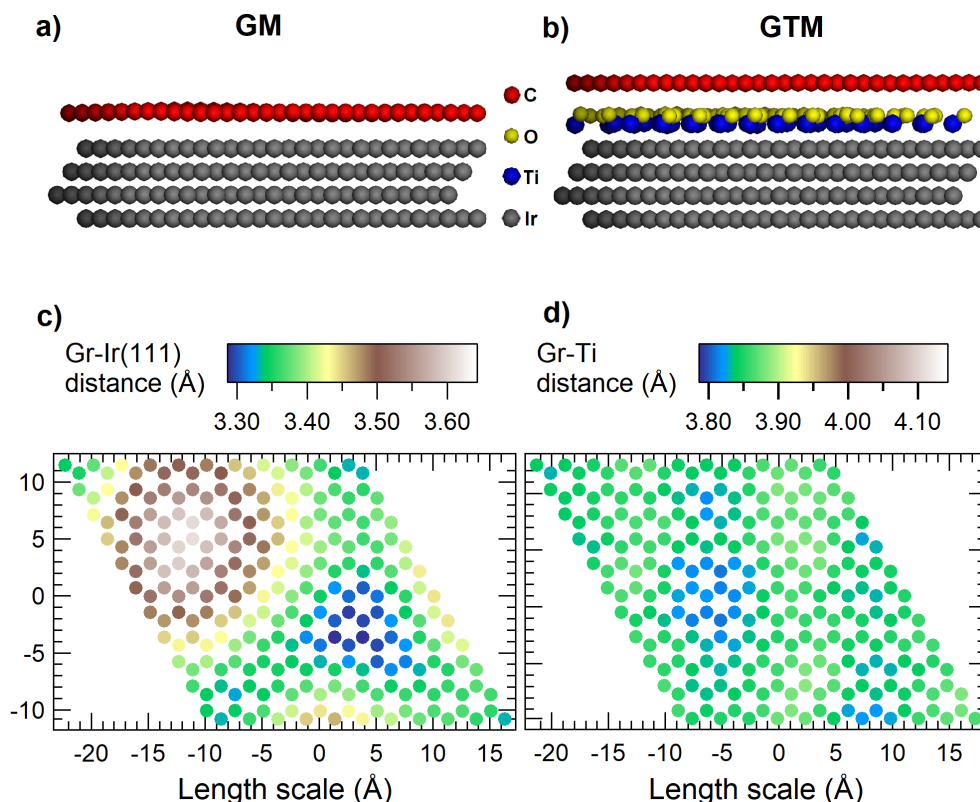 a)
GM
b)
GTM
C
O
Ti
Ir
c)
Gr-Ir(111)
distance (Å)
3.30 3.40 3.50 3.60
d)
Gr-Ti
distance (Å)
3.80 3.90 4.00 4.10
10
5
0
-5
-10
-20 -15 -10 -5 0 5 10 15
Length scale (Å)
-20 -15 -10 -5 0 5 10 15
Length scale (Å)